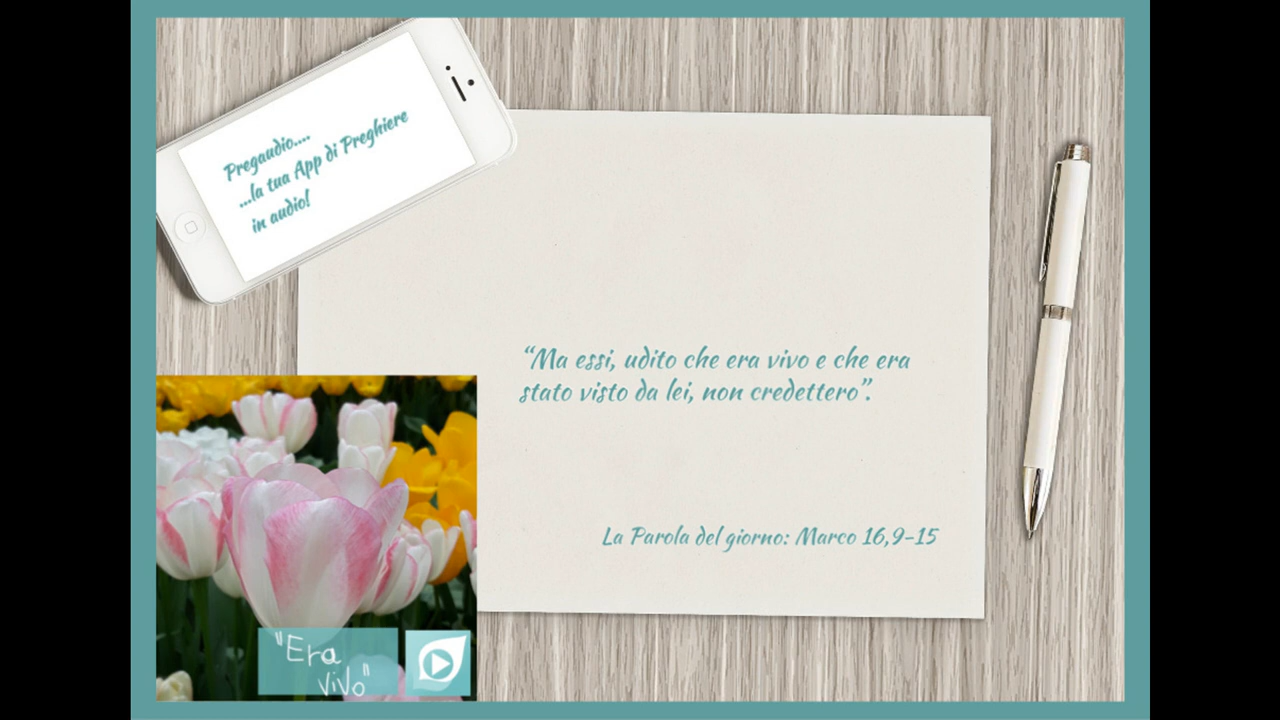 Pregaudio....
...la tua App di Preghiere
in audio!
“Ma essi, udito che era vivo e che era
stato visto da lei, non credettero”.
La Parola del giorno: Marco 16,9-15
"Era
vivo"